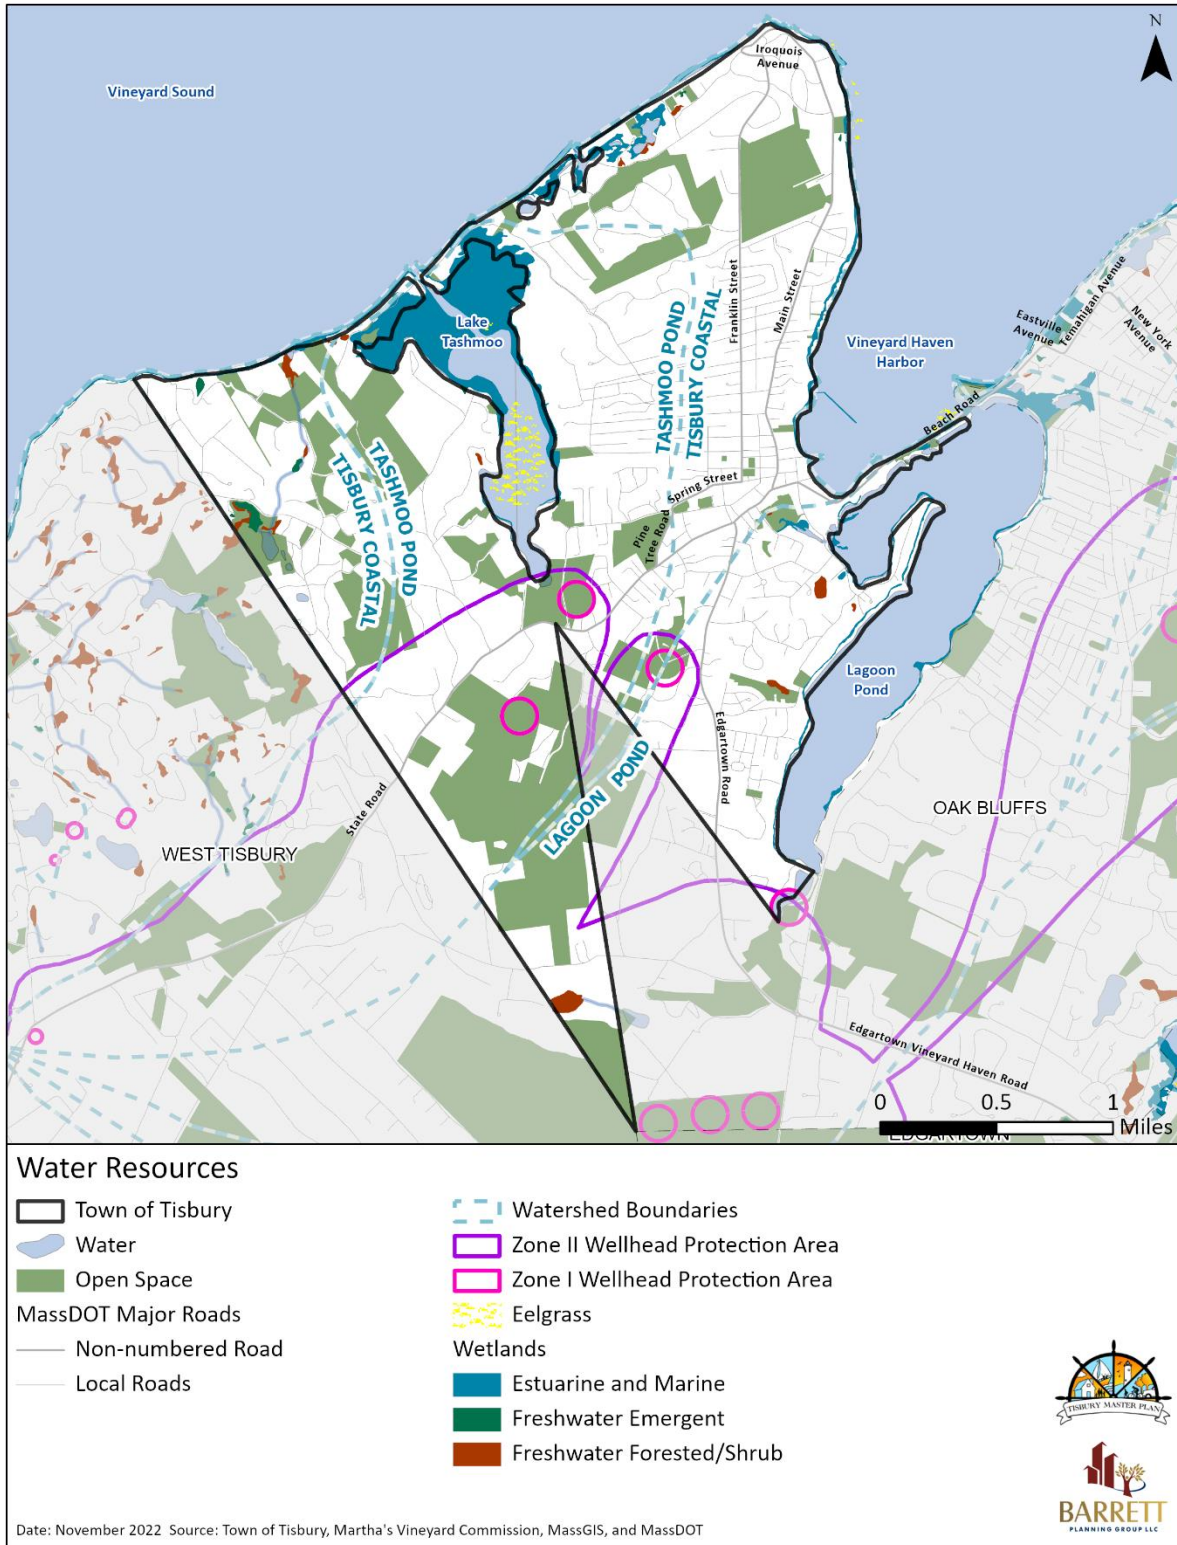 N
Iroquois
Avenue
Vineyard Sound
Franklin Street
Main Street
Lake
Tashmoo
TASHMOO POND
TISBURY COASTAL
Vineyard Haven
Harbor
Eastville
Avenue
Temahigan Avenue
New York
Avenue
Beach Road
TASHMOO POND
TISBURY COASTAL
Spring Street
Pine
Tree Road
Lagoon
Pond
Edgartown Road
LAGOON POND
State Road
OAK BLUFFS
WEST TISBURY
Edgartown Vineyard Haven Road
0 0.5 1
Miles
EDGARTOWN
Water Resources
Town of Tisbury
Water
Open Space
MassDOT Major Roads
Non-numbered Road
Local Roads
Watershed Boundaries
Zone II Wellhead Protection Area
Zone I Wellhead Protection Area
Eelgrass
Wetlands
Estuarine and Marine
Freshwater Emergent
Freshwater Forested/Shrub
TISBURY MASTER PLAN
BARRETT
PLANNING GROUP LLC
Date: November 2022 Source: Town of Tisbury, Martha's Vineyard Commission, MassGIS, and MassDOT